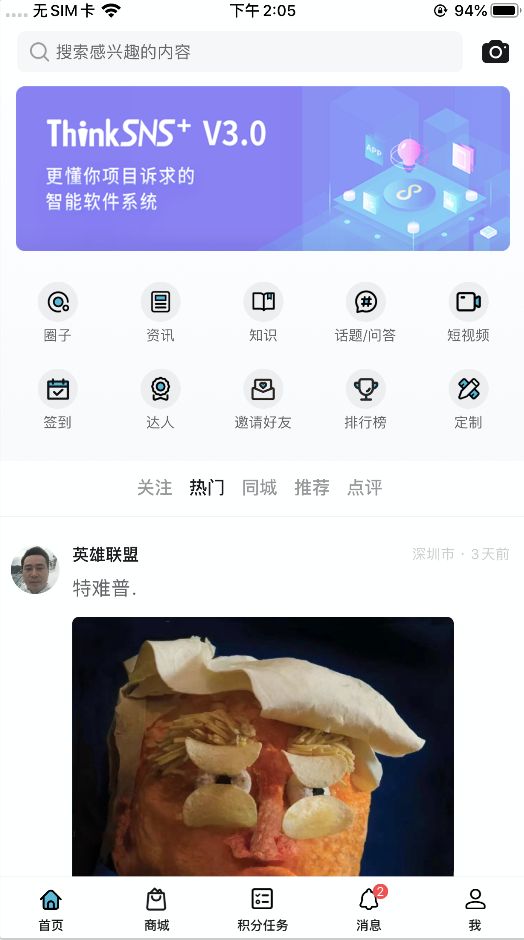 无SIM卡 下午2:05 94%
搜索感兴趣的内容
ThinkSNS+ V3.0
更懂你项目诉求的
智能软件系统
APP
圈子 资讯 知识 话题/问答 短视频
签到 达人 邀请好友 排行榜 定制
关注 热门 同城 推荐 点评
英雄联盟 深圳市 · 3天前
特难普.
2
首页 商城 积分任务 消息 我